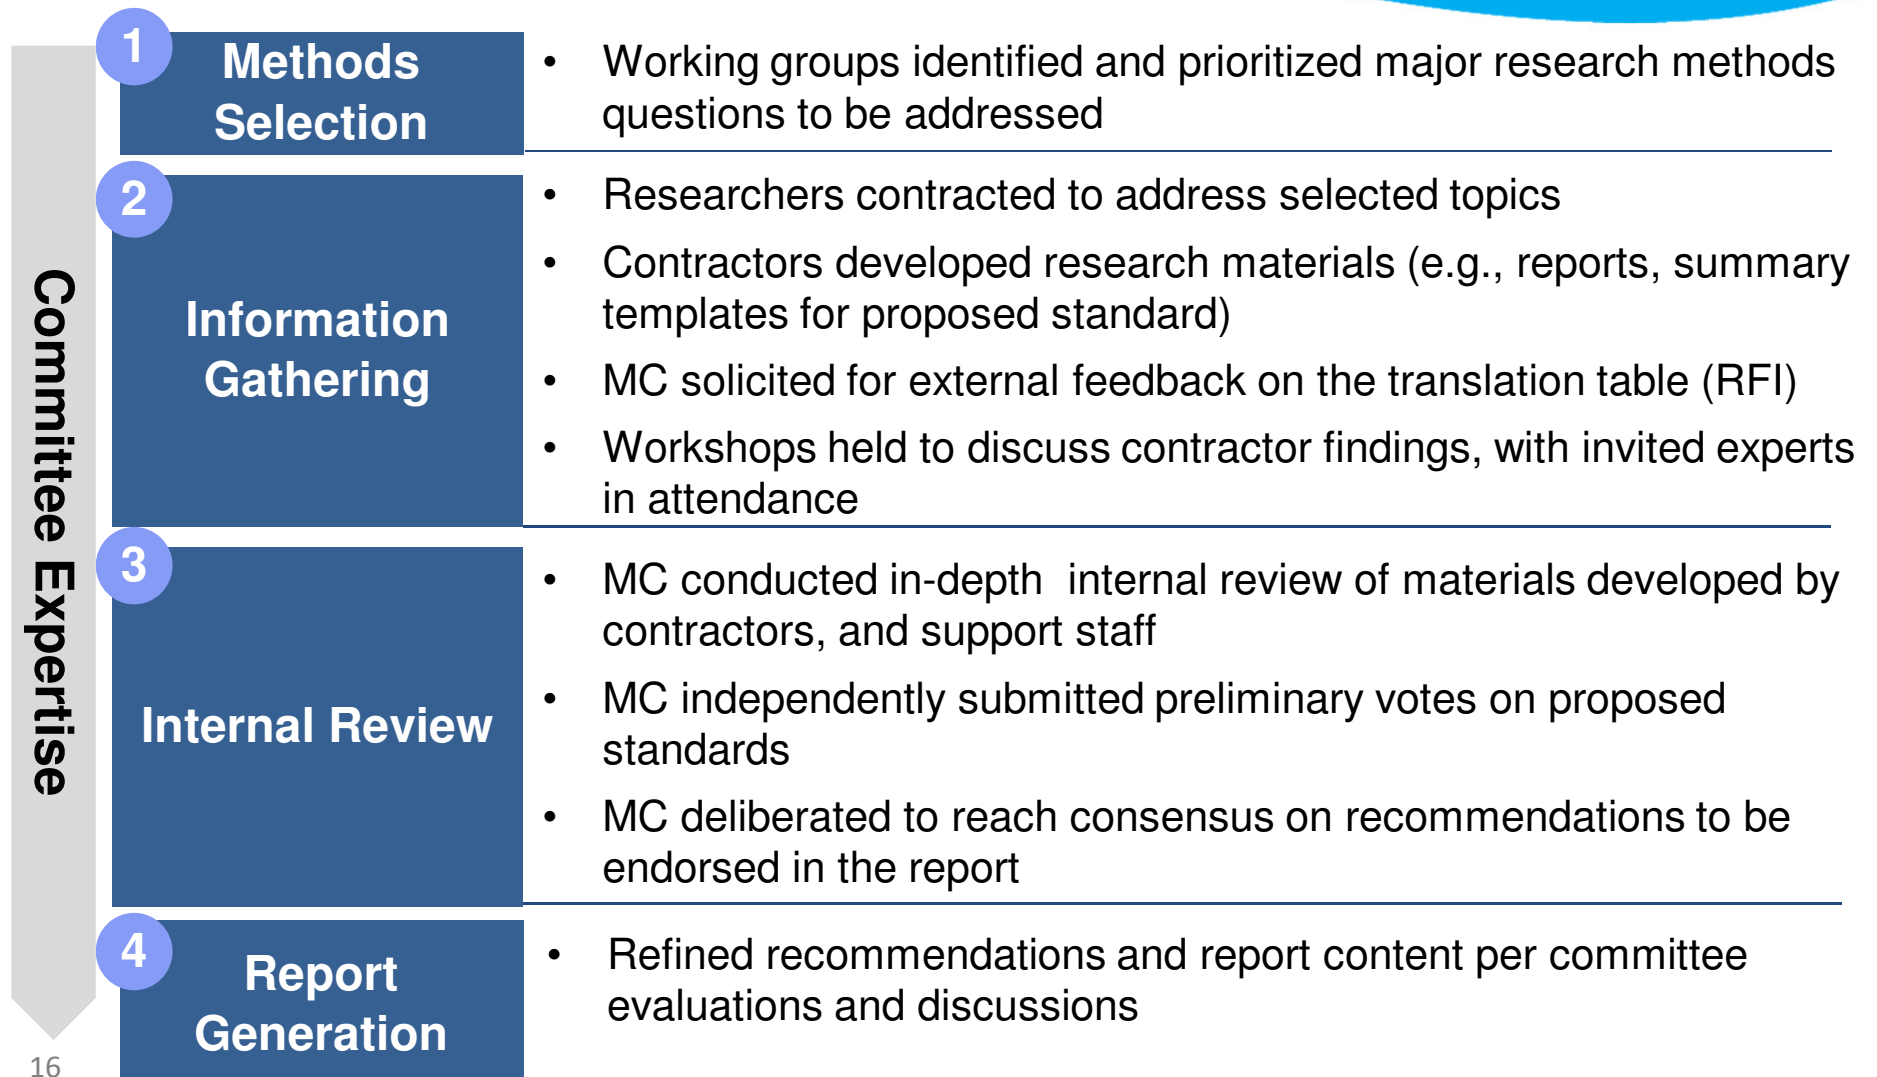 1
Methods
Selection
• Working groups identified and prioritized major research methods
questions to be addressed
2
Information
Gathering
• Researchers contracted to address selected topics
• Contractors developed research materials (e.g., reports, summary
templates for proposed standard)
• MC solicited for external feedback on the translation table (RFI)
• Workshops held to discuss contractor findings, with invited experts
in attendance
3
Internal Review
• MC conducted in-depth internal review of materials developed by
contractors, and support staff
• MC independently submitted preliminary votes on proposed
standards
• MC deliberated to reach consensus on recommendations to be
endorsed in the report
4
Report
Generation
• Refined recommendations and report content per committee
evaluations and discussions
Committee Expertise
16